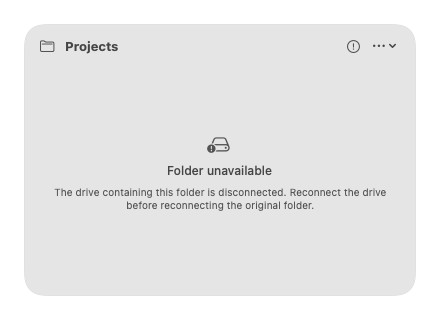 Projects
Folder unavailable
The drive containing this folder is disconnected. Reconnect the drive
before reconnecting the original folder.